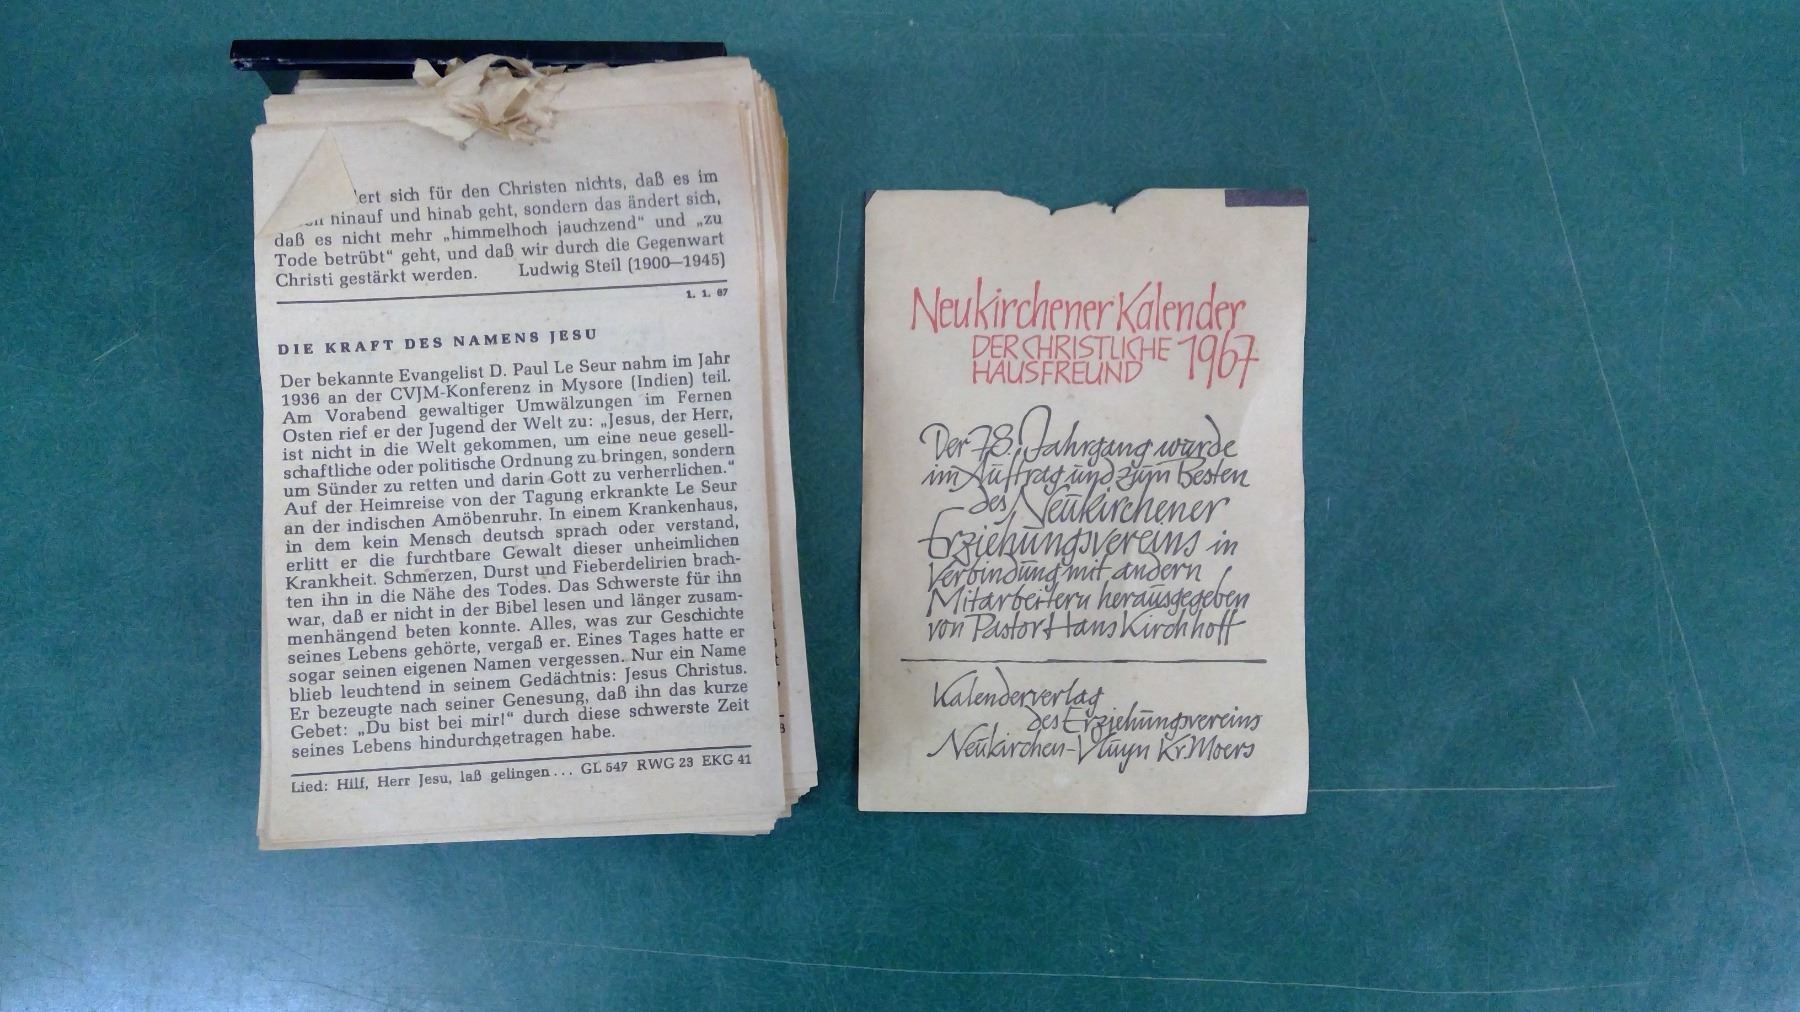 ert sich für den Christen nichts, daß es im
hinauf und hinab geht, sondern das ändert sich,
daß es nicht mehr „himmelhoch jauchzend“ und „zu
Tode betrübt“ geht, und daß wir durch die Gegenwart
Christi gestärkt werden. Ludwig Steil (1900—1945)
1. 1. 67
DIE KRAFT DES NAMENS JESU
Der bekannte Evangelist D. Paul Le Seur nahm im Jahr
1936 an der CVJM-Konferenz in Mysore (Indien) teil.
Am Vorabend gewaltiger Umwälzungen im Fernen
Osten rief er der Jugend der Welt zu: „Jesus, der Herr,
ist nicht in die Welt gekommen, um eine neue gesell-
schaftliche oder politische Ordnung zu bringen, sondern
um Sünder zu retten und darin Gott zu verherrlichen.“
Auf der Heimreise von der Tagung erkrankte Le Seur
an der indischen Amöbenruhr. In einem Krankenhaus,
in dem kein Mensch deutsch sprach oder verstand,
erlitt er die furchtbare Gewalt dieser unheimlichen
Krankheit. Schmerzen, Durst und Fieberdelirien brach-
ten ihn in die Nähe des Todes. Das Schwerste für ihn
war, daß er nicht in der Bibel lesen und länger zusam-
menhängend beten konnte. Alles, was zur Geschichte
seines Lebens gehörte, vergaß er. Eines Tages hatte er
sogar seinen eigenen Namen vergessen. Nur ein Name
blieb leuchtend in seinem Gedächtnis: Jesus Christus.
Er bezeugte nach seiner Genesung, daß ihn das kurze
Gebet: „Du bist bei mir!“ durch diese schwerste Zeit
seines Lebens hindurchgetragen habe.
Lied: Hilf, Herr Jesu, laß gelingen... GL 547 RWG 23 EKG 41
Neukirchener Kalender
DER CHRISTLICHE 1967
HAUSFREUND
Der 78. Jahrgang wurde
im Auftrag und zum Besten
des Neukirchener
Erziehungsvereins in
Verbindung mit andern
Mitarbeitern herausgegeben
von Pastor Hans Kirchhoff
Kalenderverlag
des Erziehungsvereins
Neukirchen-Vluyn Kr. Moers